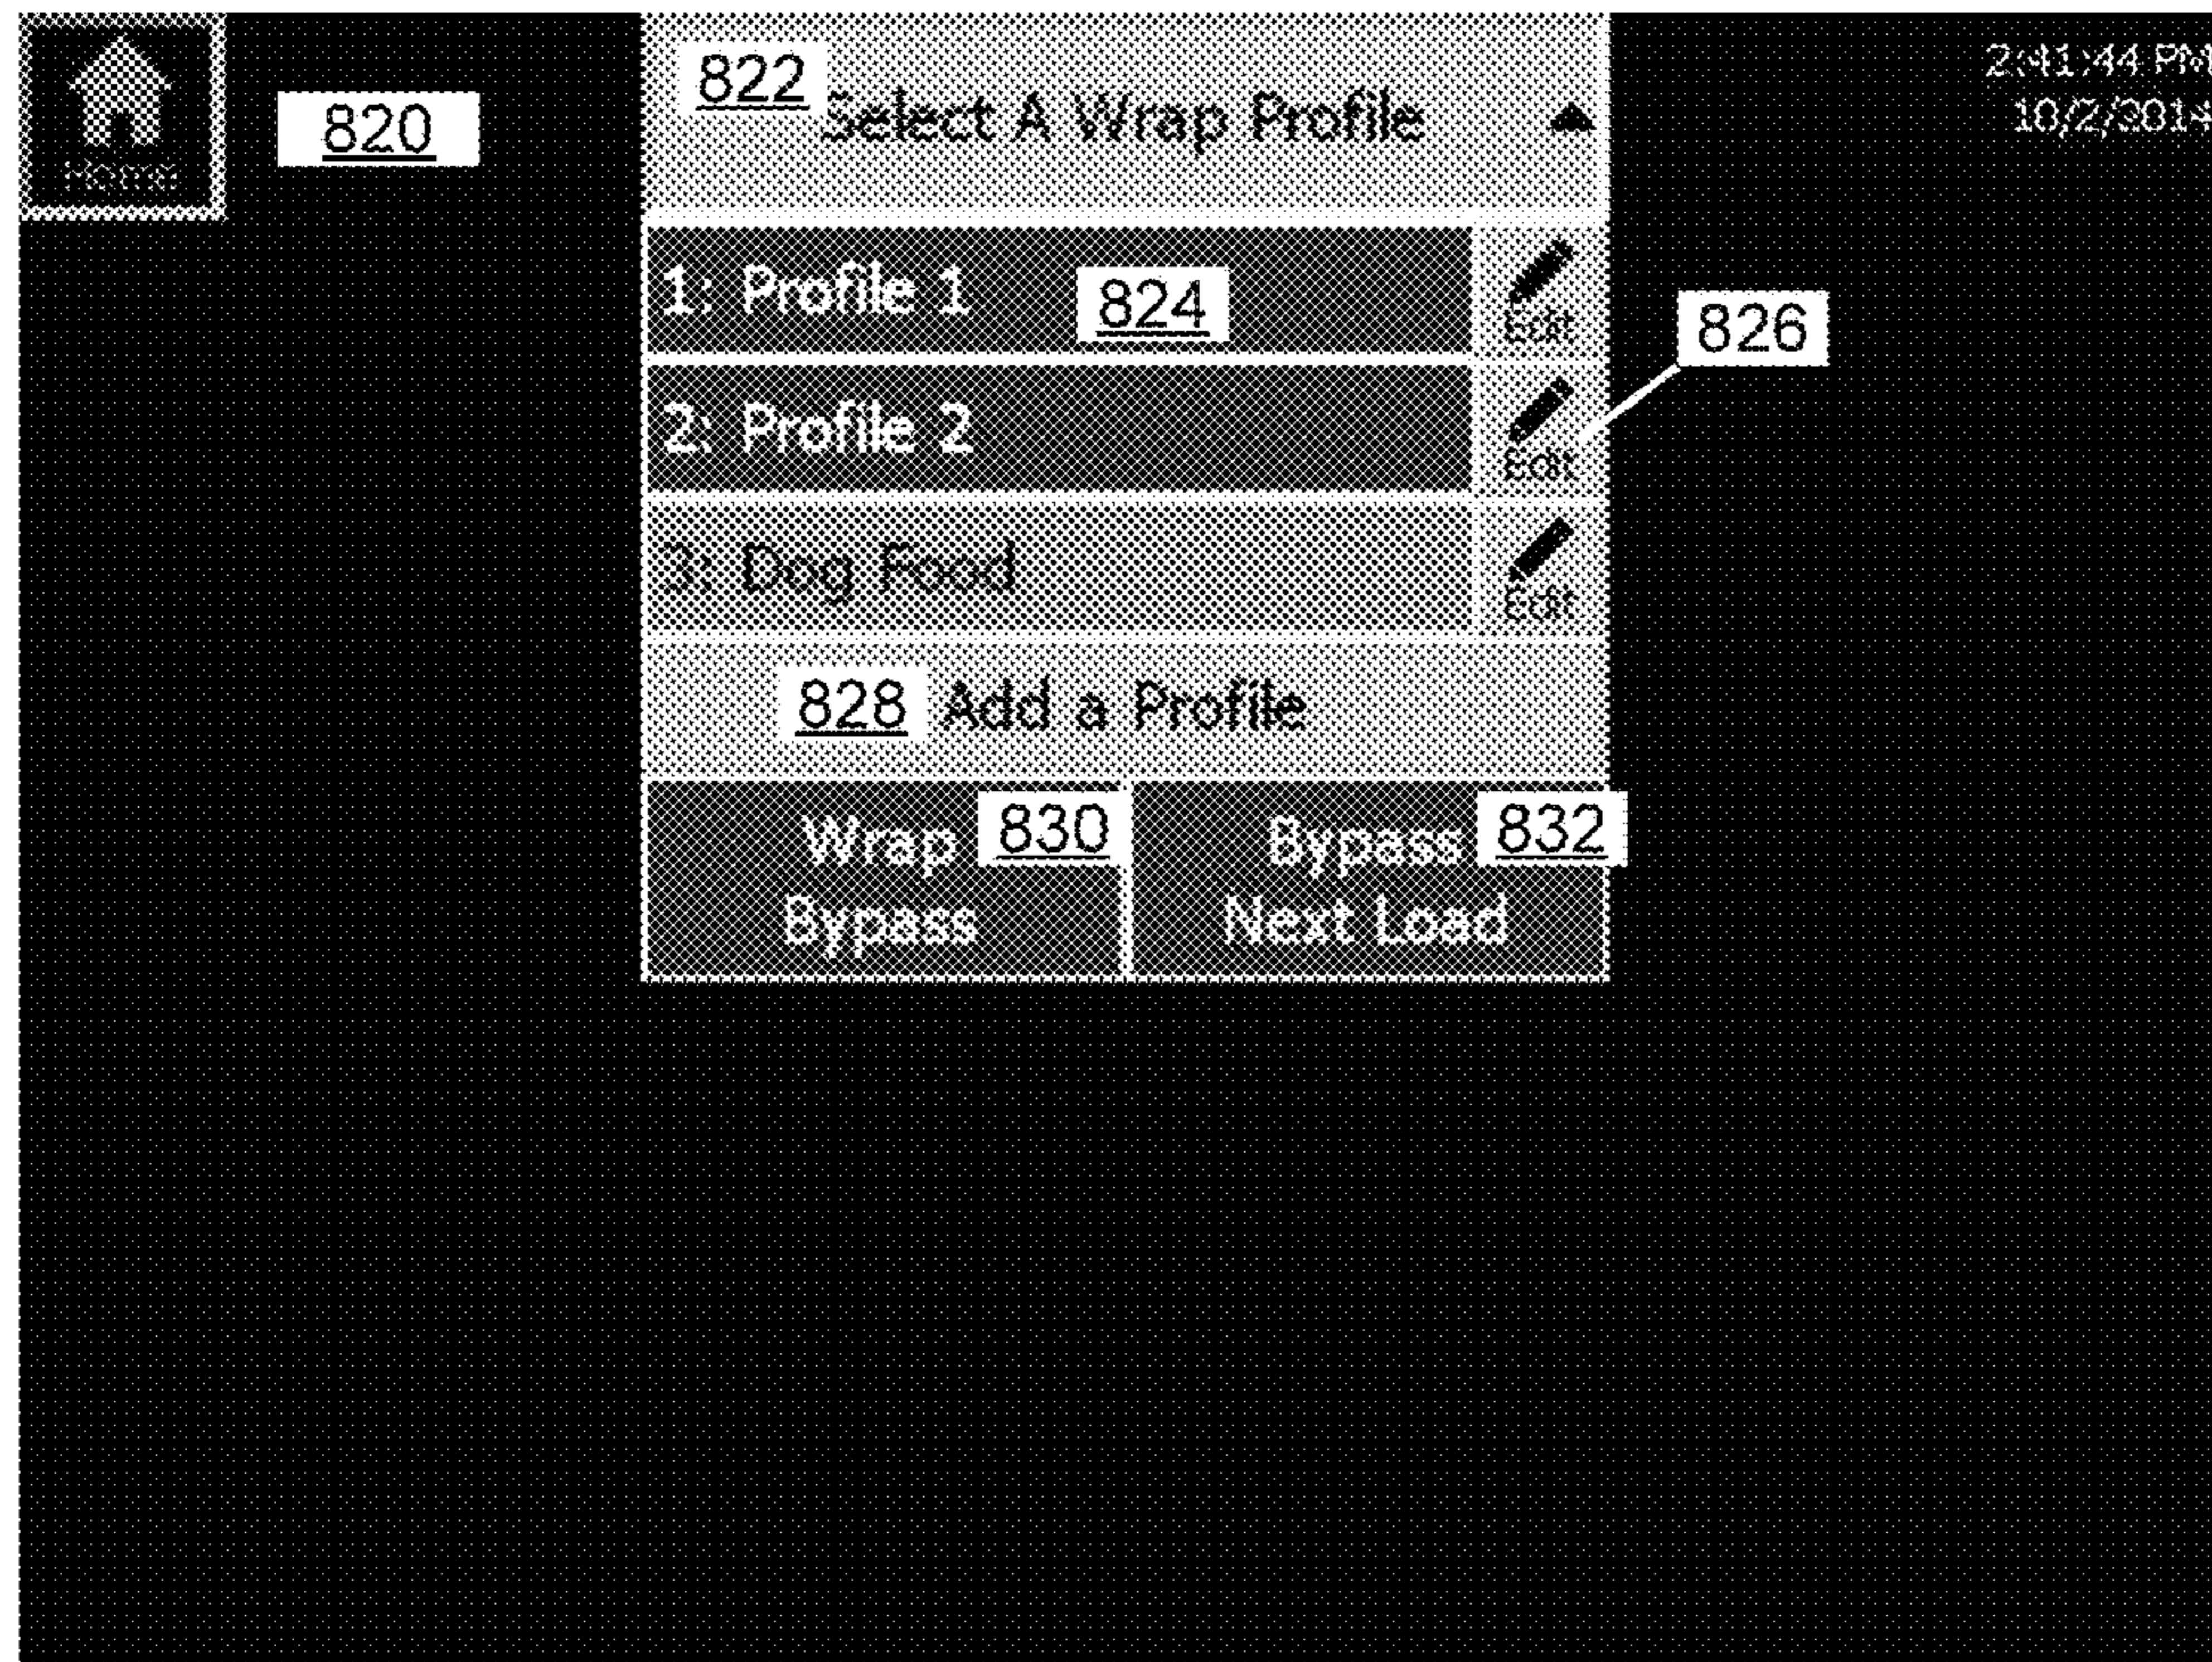 Home
820
822
Select A Wrap Profile
2:41:44 PM
10/2/2014
1: Profile 1
824
Edit
826
2: Profile 2
Edit
3: Dog Food
Edit
828 Add a Profile
Wrap 830
Bypass
Bypass 832
Next Load